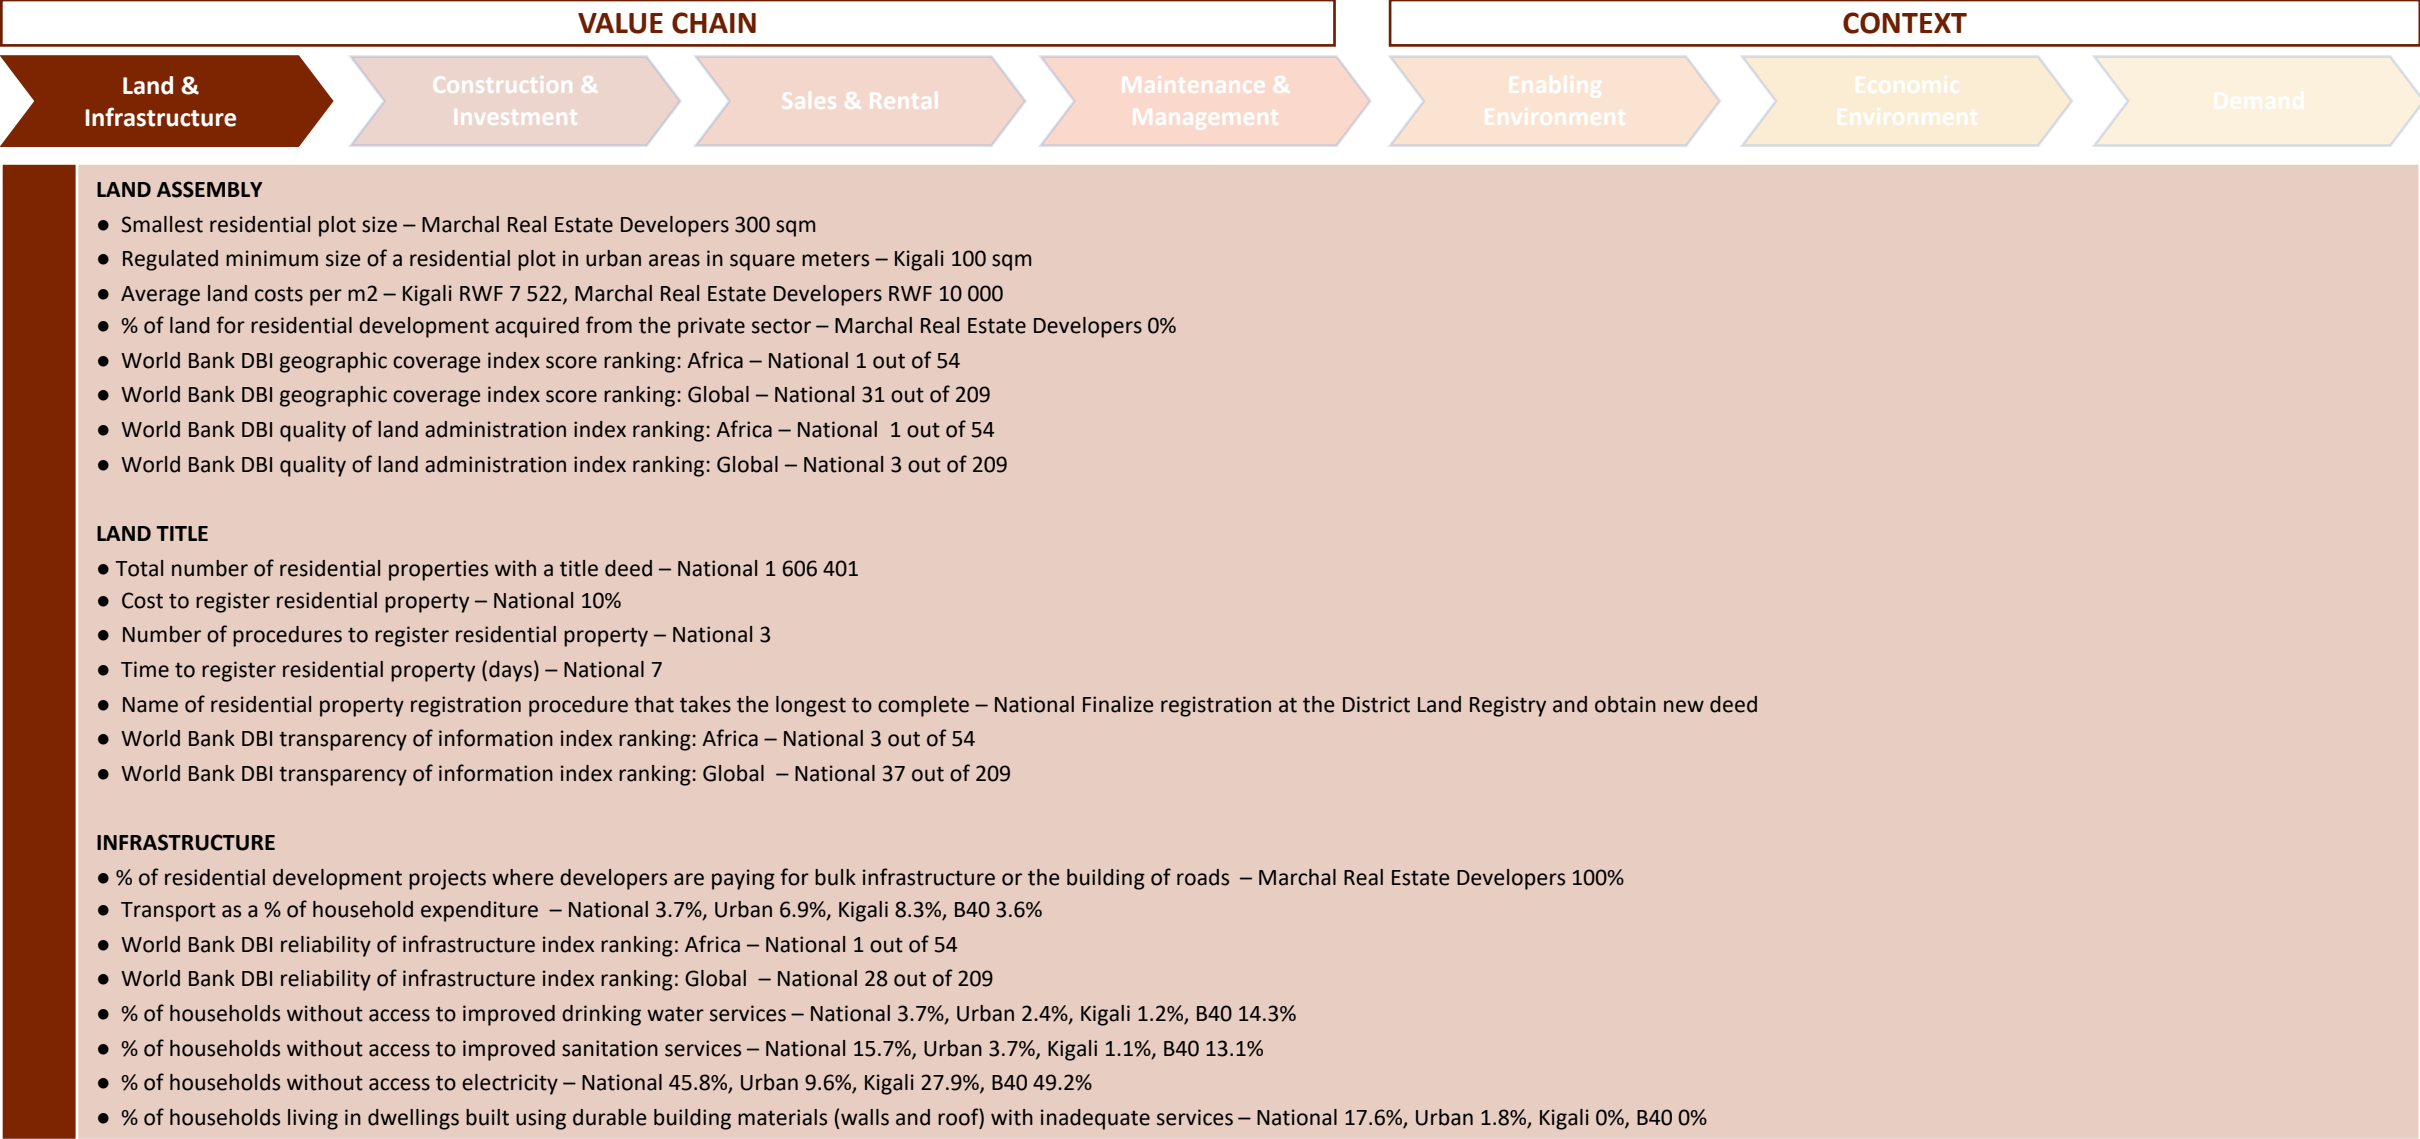 VALUE CHAIN
CONTEXT
Land &
Infrastructure
Construction &
Investment
Sales & Rental
Maintenance &
Management
Enabling
Environment
Economic
Environment
Demand
LAND ASSEMBLY
● Smallest residential plot size – Marchal Real Estate Developers 300 sqm
● Regulated minimum size of a residential plot in urban areas in square meters – Kigali 100 sqm
● Average land costs per m2 – Kigali RWF 7 522, Marchal Real Estate Developers RWF 10 000
● % of land for residential development acquired from the private sector – Marchal Real Estate Developers 0%
● World Bank DBI geographic coverage index score ranking: Africa – National 1 out of 54
● World Bank DBI geographic coverage index score ranking: Global – National 31 out of 209
● World Bank DBI quality of land administration index ranking: Africa – National 1 out of 54
● World Bank DBI quality of land administration index ranking: Global – National 3 out of 209
LAND TITLE
● Total number of residential properties with a title deed – National 1 606 401
● Cost to register residential property – National 10%
● Number of procedures to register residential property – National 3
● Time to register residential property (days) – National 7
● Name of residential property registration procedure that takes the longest to complete – National Finalize registration at the District Land Registry and obtain new deed
● World Bank DBI transparency of information index ranking: Africa – National 3 out of 54
● World Bank DBI transparency of information index ranking: Global – National 37 out of 209
INFRASTRUCTURE
● % of residential development projects where developers are paying for bulk infrastructure or the building of roads – Marchal Real Estate Developers 100%
● Transport as a % of household expenditure – National 3.7%, Urban 6.9%, Kigali 8.3%, B40 3.6%
● World Bank DBI reliability of infrastructure index ranking: Africa – National 1 out of 54
● World Bank DBI reliability of infrastructure index ranking: Global – National 28 out of 209
● % of households without access to improved drinking water services – National 3.7%, Urban 2.4%, Kigali 1.2%, B40 14.3%
● % of households without access to improved sanitation services – National 15.7%, Urban 3.7%, Kigali 1.1%, B40 13.1%
● % of households without access to electricity – National 45.8%, Urban 9.6%, Kigali 27.9%, B40 49.2%
● % of households living in dwellings built using durable building materials (walls and roof) with inadequate services – National 17.6%, Urban 1.8%, Kigali 0%, B40 0%